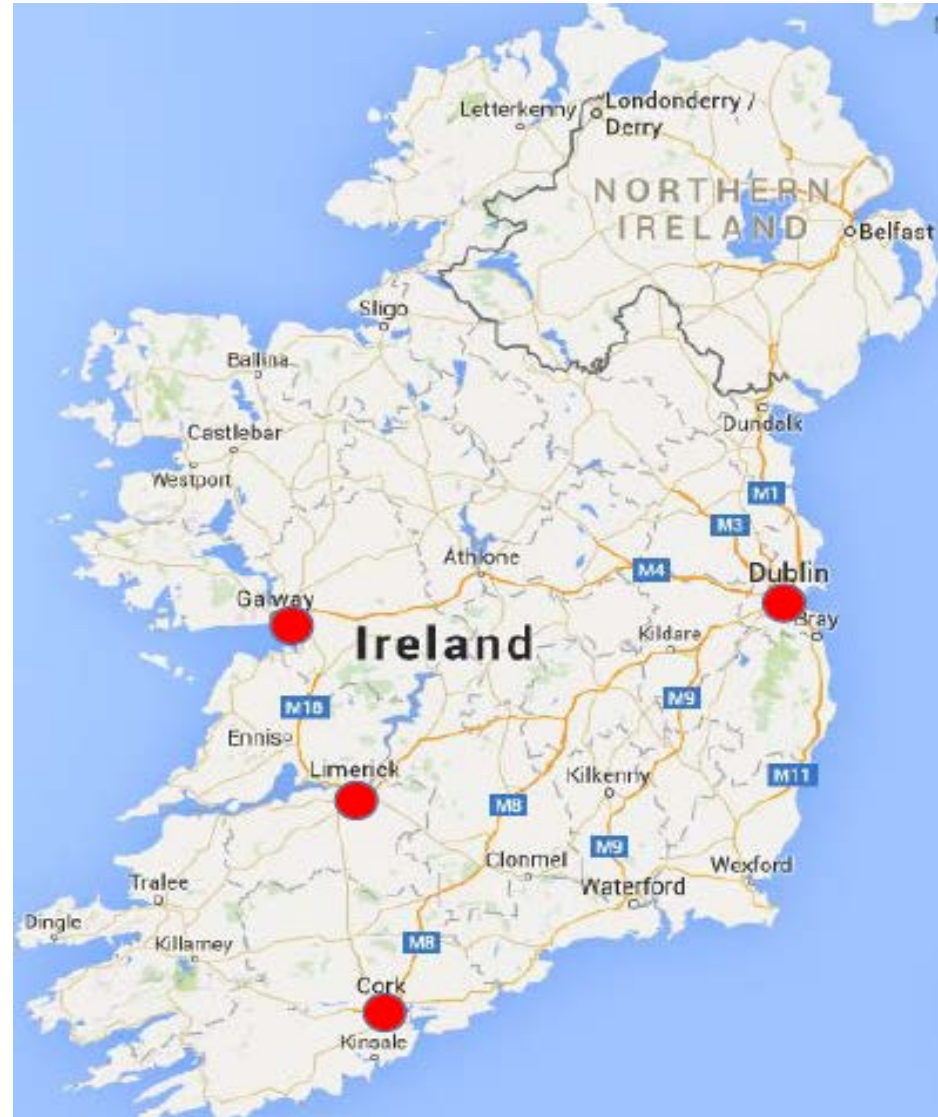 Letterkenny
Londonderry /
Derry
NORTHERN
IRELAND
Belfast
Sligo
Ballina
Castlebar
Westport
Dundalk
M1
M3
Athlone
M4
Dublin
Galway
Bray
Ireland
Kildare
M9
M18
Ennis
Limerick
M11
Kilkenny
M8
M9
Clonmel
Wexford
Tralee
Waterford
Dingle
Killarney
M8
Cork
Kinsale